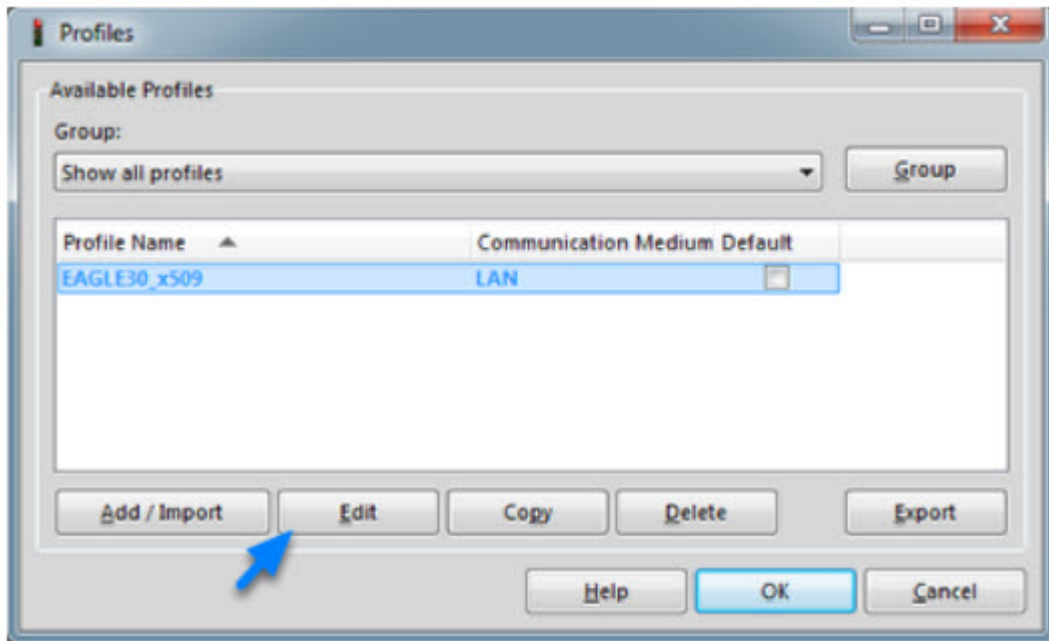 Profiles
Available Profiles
Group:
Show all profiles
Group
Profile Name Communication Medium Default
EAGLE30_x509 LAN
Add / Import Edit Copy Delete Export
Help OK Cancel